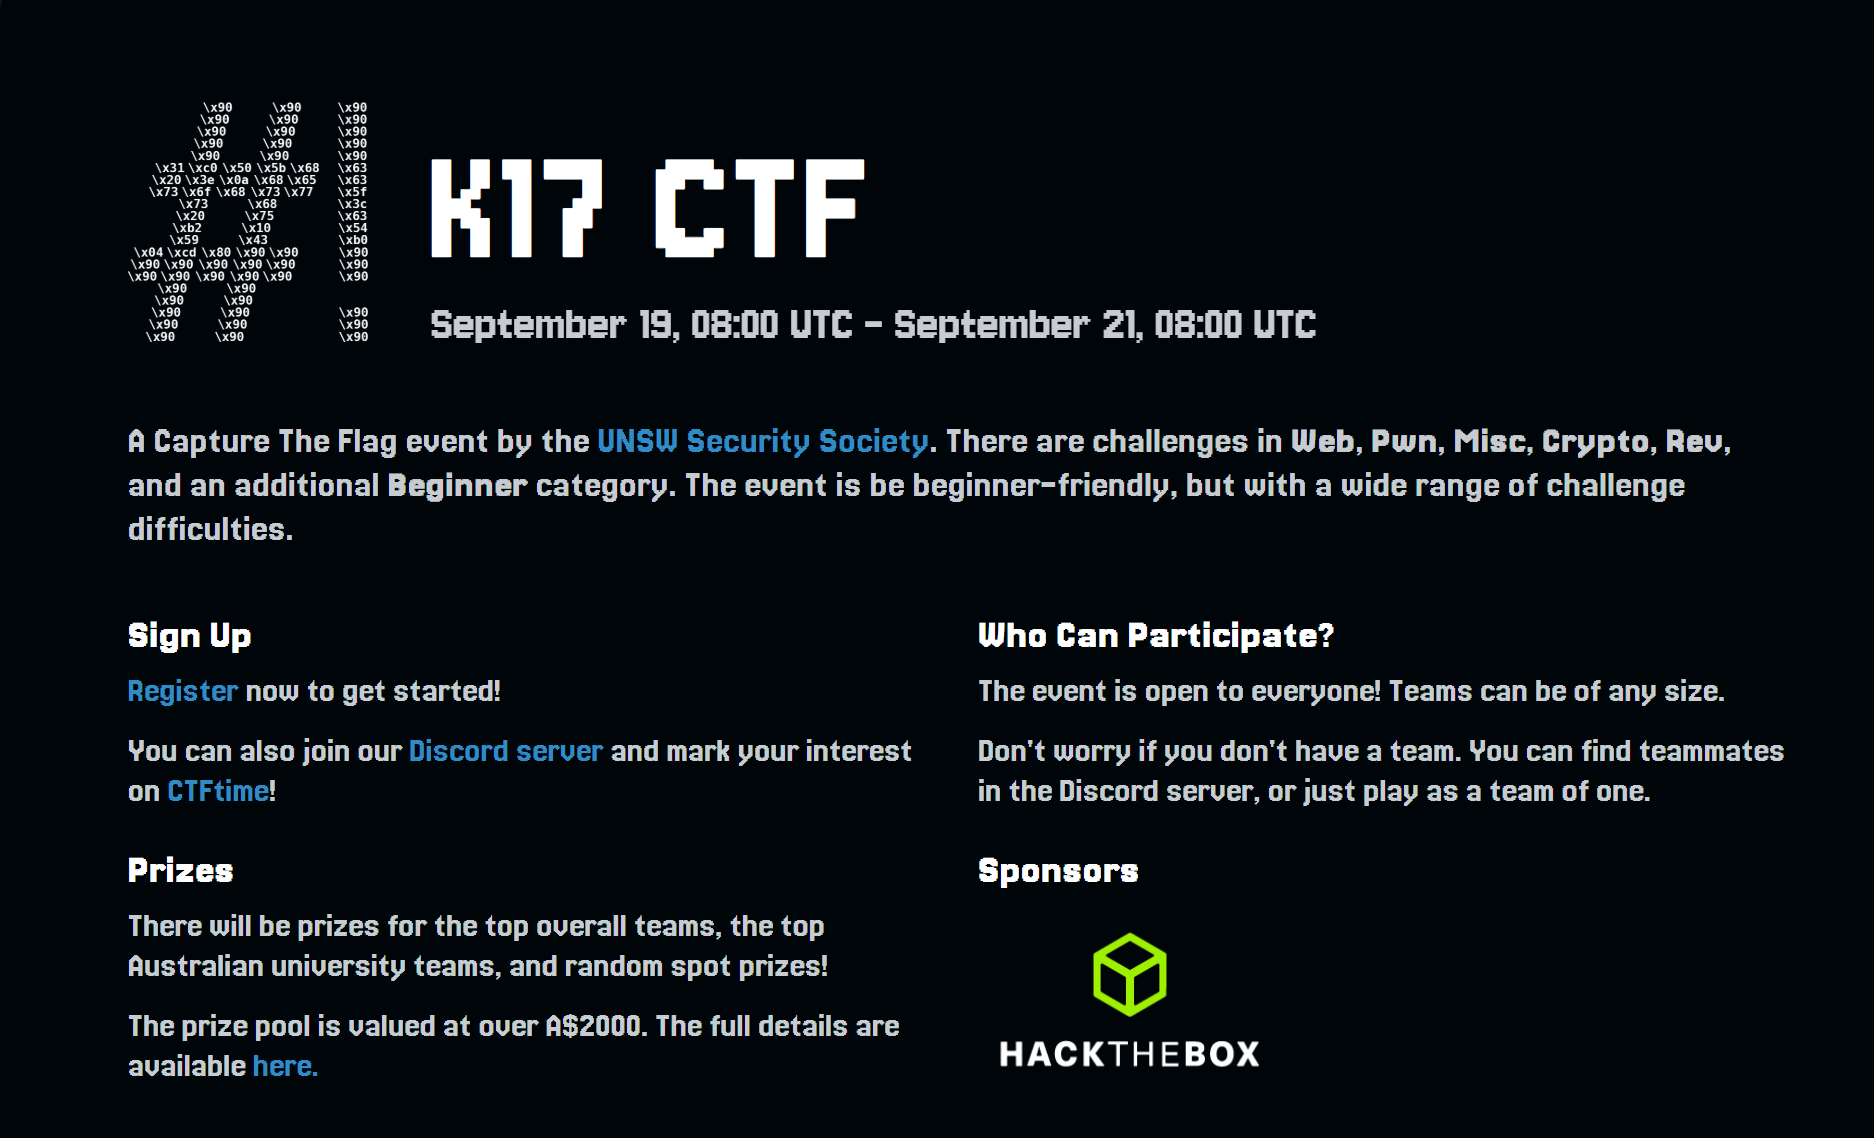 \x90 \x90 \x90
\x90 \x90 \x90
\x90 \x90 \x90
\x90 \x90 \x90
\x90 \x90 \x90
\x31 \xc0 \x50 \x5b \x68 \x63
\x20 \x3e \x0a \x68 \x65 \x63
\x73 \x6f \x68 \x73 \x77 \x5f
\x73 \x68 \x3c
\x20 \x75 \x63
\xb2 \x10 \x54
\x59 \x43 \xb0
\x04 \xcd \x80 \x90 \x90 \x90
\x90 \x90 \x90 \x90 \x90 \x90
\x90 \x90 \x90 \x90 \x90 \x90
\x90 \x90
\x90 \x90
\x90 \x90 \x90
\x90 \x90 \x90
\x90 \x90 \x90
K17 CTF
September 19, 08:00 UTC - September 21, 08:00 UTC
A Capture The Flag event by the UNSW Security Society. There are challenges in Web, Pwn, Misc, Crypto, Rev,
and an additional Beginner category. The event is be beginner-friendly, but with a wide range of challenge
difficulties.
Sign Up
Register now to get started!
You can also join our Discord server and mark your interest
on CTFtime!
Who Can Participate?
The event is open to everyone! Teams can be of any size.
Don't worry if you don't have a team. You can find teammates
in the Discord server, or just play as a team of one.
Prizes
There will be prizes for the top overall teams, the top
Australian university teams, and random spot prizes!
The prize pool is valued at over A$2000. The full details are
available here.
Sponsors
HACKTHEBOX